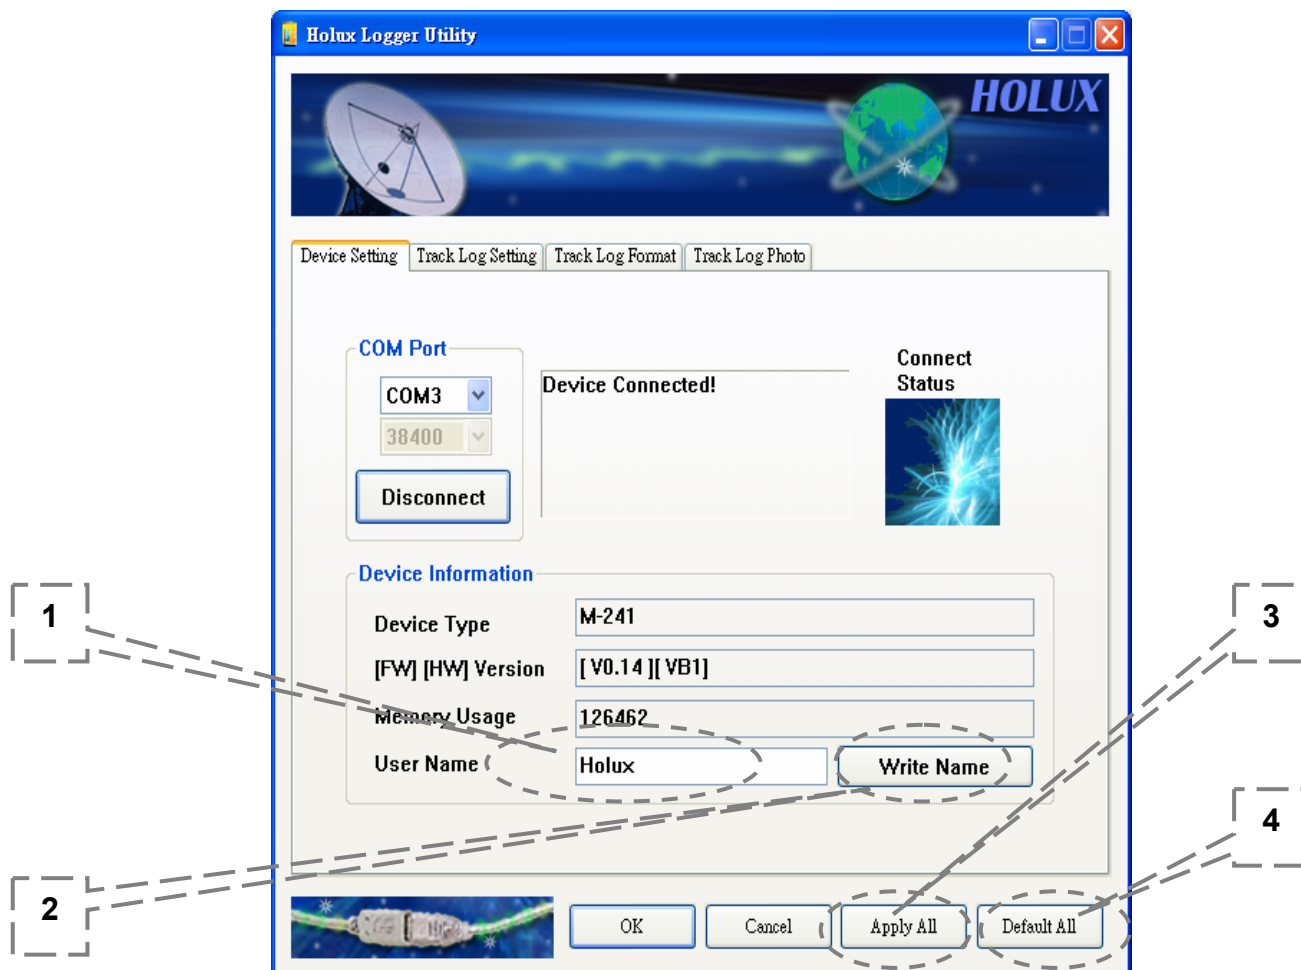 Holux Logger Utility
HOLUX
Device Setting Track Log Setting Track Log Format Track Log Photo
COM Port
COM3
38400
Disconnect
Device Connected!
Connect
Status
Device Information
Device Type M-241
[FW] [HW] Version [ V0.14 ][ VB1]
Memory Usage 126462
User Name Holux Write Name
1
3
4
2
OK Cancel Apply All Default All